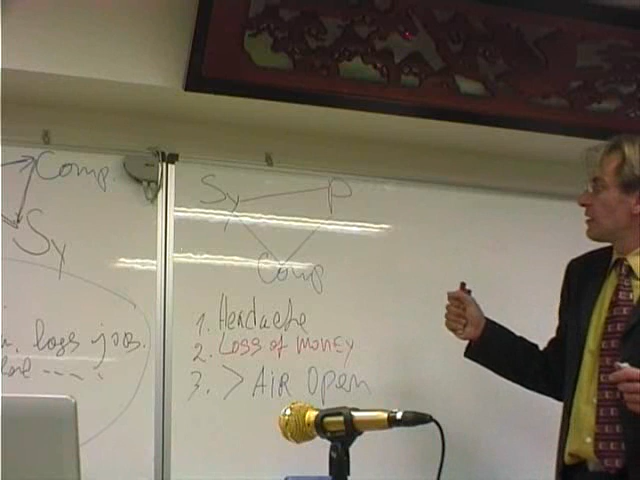 Comp.
Sy
loss job.
Sy P
Comp
1. Headache
2. Loss of money
3. > Air Open